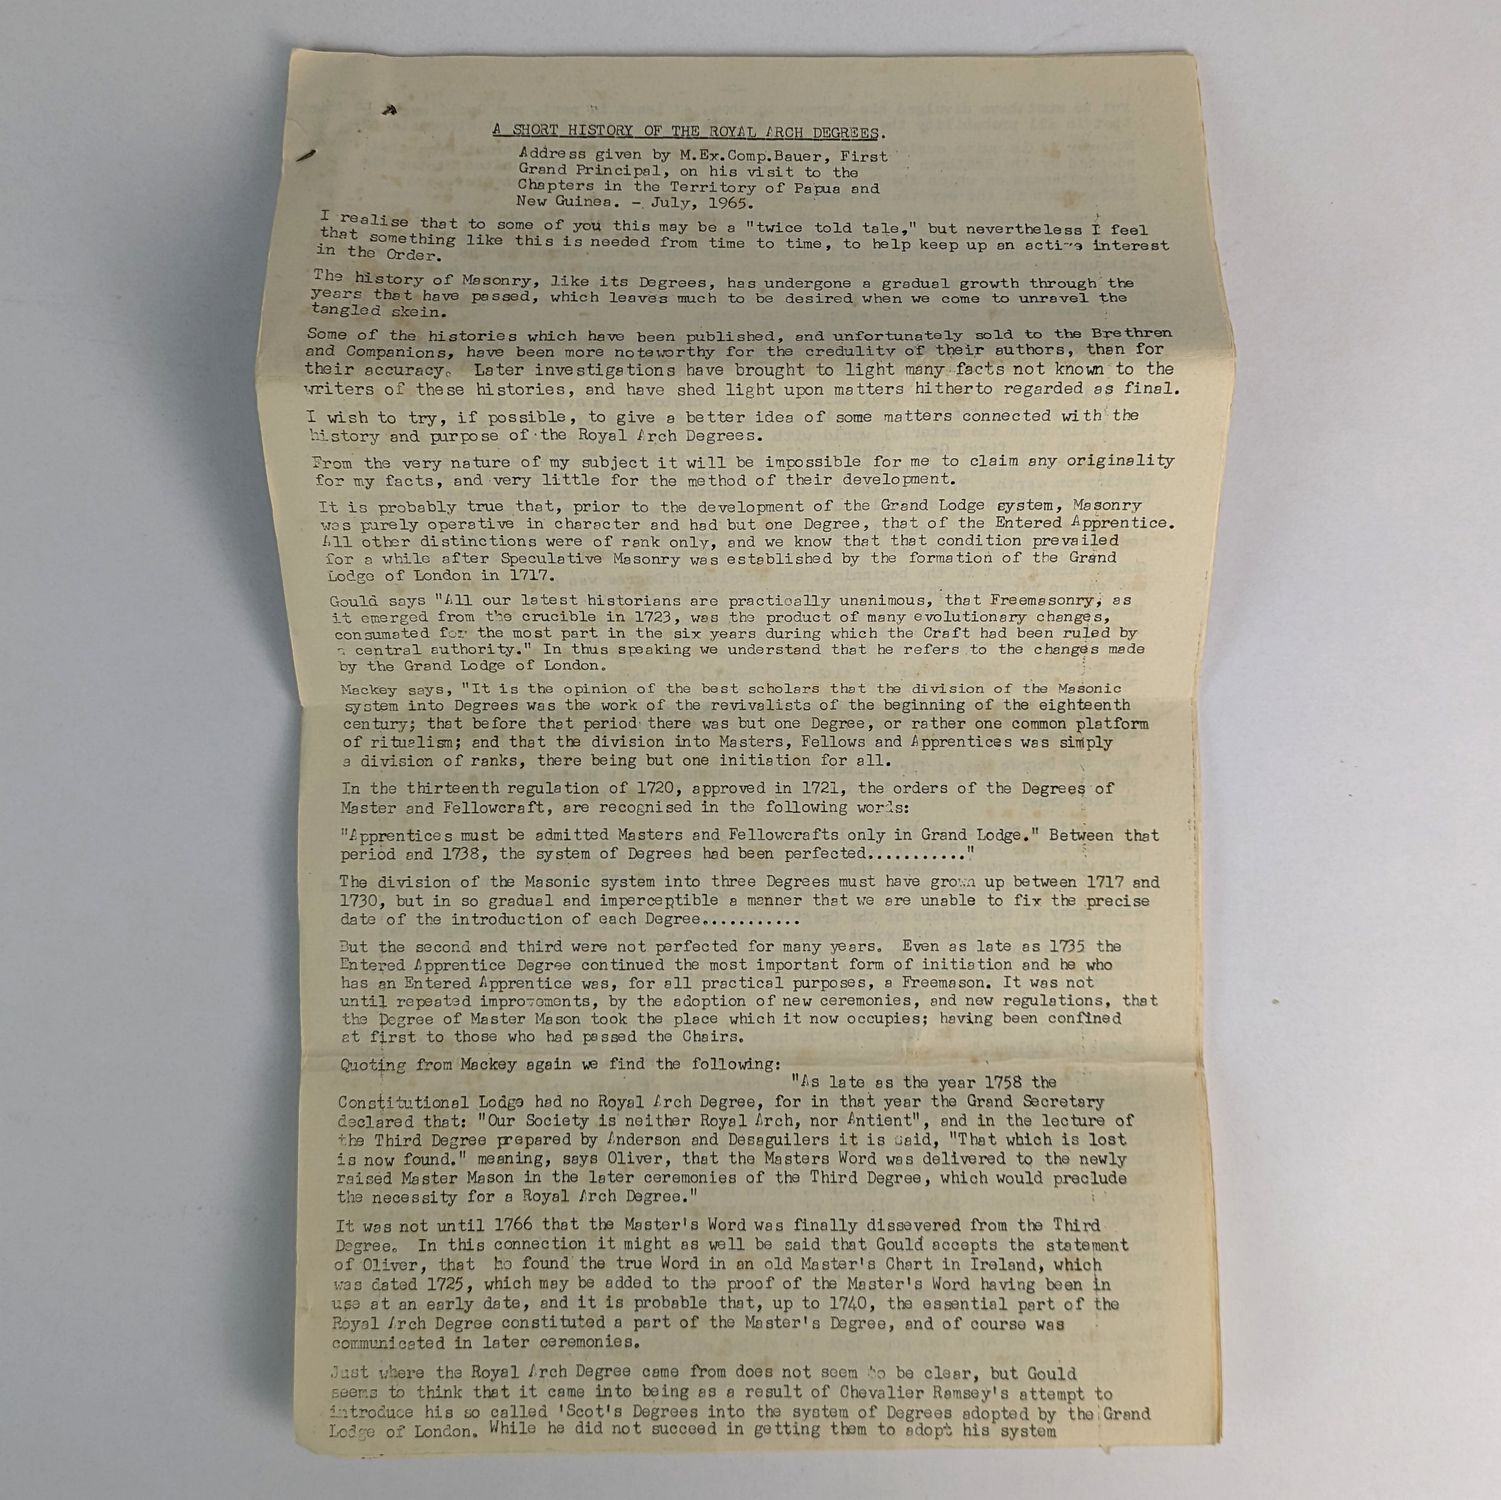 A SHORT HISTORY OF THE ROYAL ARCH DEGREES.
Address given by M.Ex.Comp.Bauer, First
Grand Principal, on his visit to the
Chapters in the Territory of Papua and
New Guinea. - July, 1965.
I realise that to some of you this may be a "twice told tale," but nevertheless I feel
that something like this is needed from time to time, to help keep up an active interest
in the Order.
The history of Masonry, like its Degrees, has undergone a gradual growth through the
years that have passed, which leaves much to be desired when we come to unravel the
tangled skein.
Some of the histories which have been published, and unfortunately sold to the Brethren
and Companions, have been more noteworthy for the credulity of their authors, than for
their accuracy. Later investigations have brought to light many facts not known to the
writers of these histories, and have shed light upon matters hitherto regarded as final.
I wish to try, if possible, to give a better idea of some matters connected with the
history and purpose of the Royal Arch Degrees.
From the very nature of my subject it will be impossible for me to claim any originality
for my facts, and very little for the method of their development.
It is probably true that, prior to the development of the Grand Lodge system, Masonry
was purely operative in character and had but one Degree, that of the Entered Apprentice.
All other distinctions were of rank only, and we know that that condition prevailed
for a while after Speculative Masonry was established by the formation of the Grand
Lodge of London in 1717.
Gould says "All our latest historians are practically unanimous, that Freemasonry, as
it emerged from the crucible in 1723, was the product of many evolutionary changes,
consumated for the most part in the six years during which the Craft had been ruled by
a central authority." In thus speaking we understand that he refers to the changes made
by the Grand Lodge of London.
Mackey says, "It is the opinion of the best scholars that the division of the Masonic
system into Degrees was the work of the revivalists of the beginning of the eighteenth
century; that before that period there was but one Degree, or rather one common platform
of ritualism; and that the division into Masters, Fellows and Apprentices was simply
a division of ranks, there being but one initiation for all.
In the thirteenth regulation of 1720, approved in 1721, the orders of the Degrees of
Master and Fellowcraft, are recognised in the following words:
"Apprentices must be admitted Masters and Fellowcrafts only in Grand Lodge." Between that
period and 1738, the system of Degrees had been perfected..........."
The division of the Masonic system into three Degrees must have grown up between 1717 and
1730, but in so gradual and imperceptible a manner that we are unable to fix the precise
date of the introduction of each Degree...........
But the second and third were not perfected for many years. Even as late as 1735 the
Entered Apprentice Degree continued the most important form of initiation and he who
has an Entered Apprentice was, for all practical purposes, a Freemason. It was not
until repeated improvements, by the adoption of new ceremonies, and new regulations, that
the Degree of Master Mason took the place which it now occupies; having been confined
at first to those who had passed the Chairs.
Quoting from Mackey again we find the following:
"As late as the year 1758 the
Constitutional Lodge had no Royal Arch Degree, for in that year the Grand Secretary
declared that: "Our Society is neither Royal Arch, nor Antient", and in the lecture of
the Third Degree prepared by Anderson and Desaguilers it is said, "That which is lost
is now found." meaning, says Oliver, that the Masters Word was delivered to the newly
raised Master Mason in the later ceremonies of the Third Degree, which would preclude
the necessity for a Royal Arch Degree."
It was not until 1766 that the Master's Word was finally dissevered from the Third
Degree. In this connection it might as well be said that Gould accepts the statement
of Oliver, that he found the true Word in an old Master's Chart in Ireland, which
was dated 1725, which may be added to the proof of the Master's Word having been in
use at an early date, and it is probable that, up to 1740, the essential part of the
Royal Arch Degree constituted a part of the Master's Degree, and of course was
communicated in later ceremonies.
Just where the Royal Arch Degree came from does not seem to be clear, but Gould
seems to think that it came into being as a result of Chevalier Ramsey's attempt to
introduce his so called 'Scot's Degrees into the system of Degrees adopted by the Grand
Lodge of London. While he did not succeed in getting them to adopt his system